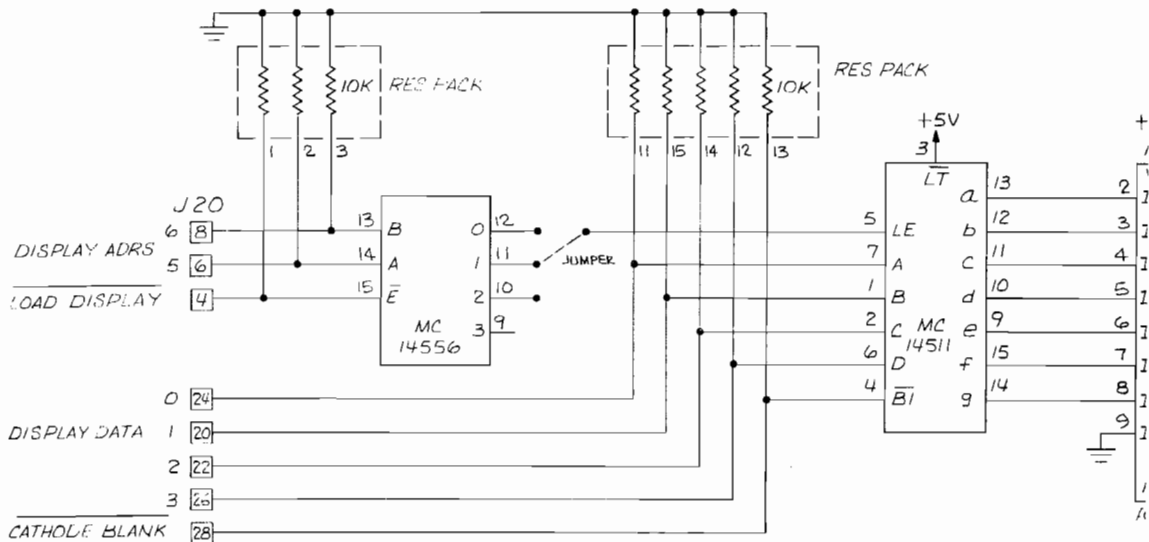 10K RES PACK
10K RES PACK
1 2 3
11 15 14 12 13
+5V
3
LT
J20
6 8
DISPLAY ADRS
5 6
LOAD DISPLAY 4
13 B 0 12
14 A 1 11
15 E 2 10
3 9
MC
14556
JUMPER
5 LE
7 A
1 B
2 C
6 D
4 BI
MC
14511
a 13 2
b 12 3
c 11 4
d 10 5
e 9 6
f 15 7
g 14 8
9
0 24
DISPLAY DATA 1 20
2 22
3 26
CATHODE BLANK 28